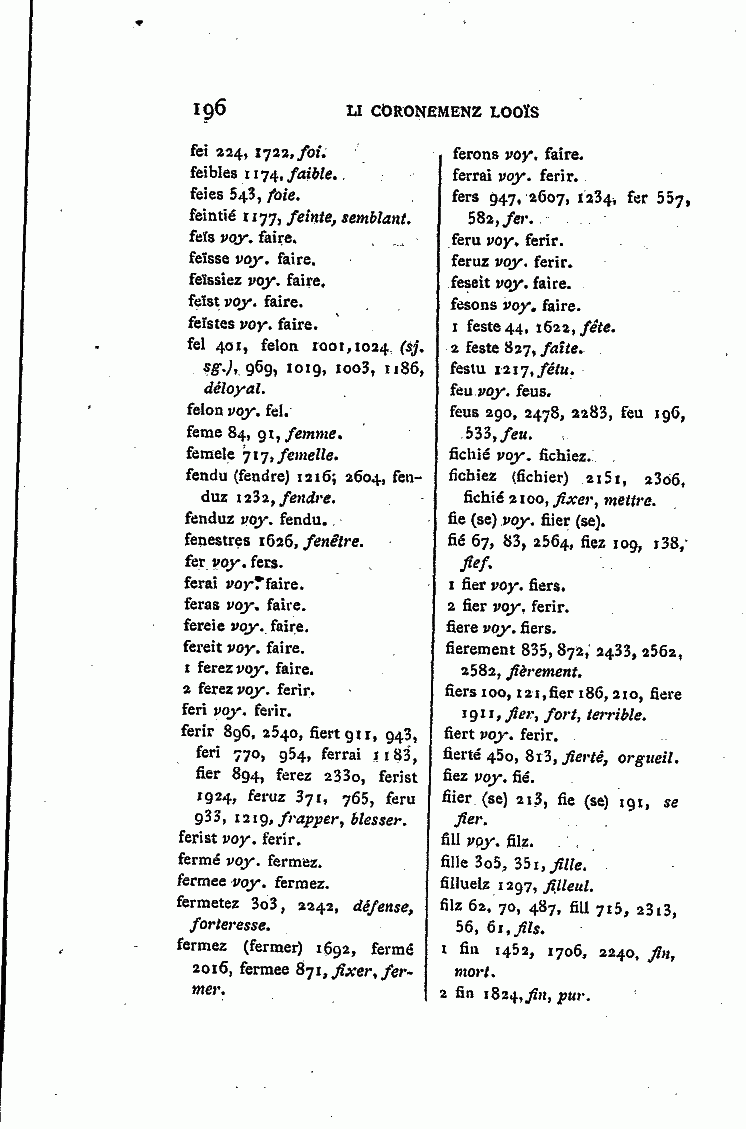 196 LI CORONEMENZ LOOÏS
fei 224, 1722, foi.
feibles 1174, faible.
feies 543, foie.
feintié 1177, feinte, semblant.
feïs voy. faire.
feïsse voy. faire.
feïssiez voy. faire.
feïst voy. faire.
feïstes voy. faire.
fel 401, felon 1001, 1024 (sj.
sg.), 969, 1019, 1003, 1186,
déloyal.
felon voy. fel.
feme 84, 91, femme.
femele 717, femelle.
fendu (fendre) 1216; 2604, fen-
duz 1232, fendre.
fenduz voy. fendu.
fenestres 1626, fenêtre.
fer voy. fers.
ferai voy. faire.
feras voy. faire.
fereie voy. faire.
fereit voy. faire.
1 ferez voy. faire.
2 ferez voy. ferir.
feri voy. ferir.
ferir 896, 2540, fiert 911, 943,
feri 770, 954, ferrai 1183,
fier 894, ferez 2330, ferist
1924, feruz 371, 765, feru
933, 1219, frapper, blesser.
ferist voy. ferir.
fermé voy. fermez.
fermee voy. fermez.
fermetez 303, 2242, défense,
forteresse.
fermez (fermer) 1692, fermé
2016, fermee 871, fixer, fer-
mer.
ferons voy. faire.
ferrai voy. ferir.
fers 947, 2607, 1234, fer 557,
582, fer.
feru voy. ferir.
feruz voy. ferir.
feseit voy. faire.
fesons voy. faire.
1 feste 44, 1622, fête.
2 feste 827, faîte.
festu 1217, fétu.
feu voy. feus.
feus 290, 2478, 2283, feu 196,
533, feu.
fichié voy. fichiez.
fichiez (fichier) 2151, 2306,
fichié 2100, fixer, mettre.
fie (se) voy. fiier (se).
fié 67, 83, 2564, fiez 109, 138,
fief.
1 fier voy. fiers.
2 fier voy. ferir.
fiere voy. fiers.
fierement 835, 872, 2433, 2562,
2582, fièrement.
fiers 100, 121, fier 186, 210, fiere
1911, fier, fort, terrible.
fiert voy. ferir.
fierté 450, 813, fierté, orgueil.
fiez voy. fié.
fiier (se) 213, fie (se) 191, se
fier.
fill voy. filz.
fille 305, 351, fille.
filluelz 1297, filleul.
filz 62, 70, 487, fill 715, 2313,
56, 61, fils.
1 fin 1452, 1706, 2240, fin,
mort.
2 fin 1824, fin, pur.